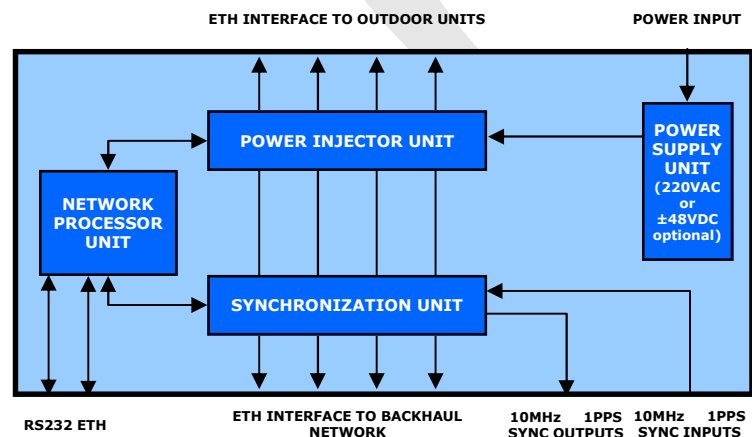 ETH INTERFACE TO OUTDOOR UNITS
POWER INPUT
POWER INJECTOR UNIT
POWER
SUPPLY
UNIT
(220VAC
or
±48VDC
optional)
NETWORK
PROCESSOR
UNIT
SYNCHRONIZATION UNIT
RS232 ETH
ETH INTERFACE TO BACKHAUL
NETWORK
10MHz 1PPS
SYNC OUTPUTS
10MHz 1PPS
SYNC INPUTS